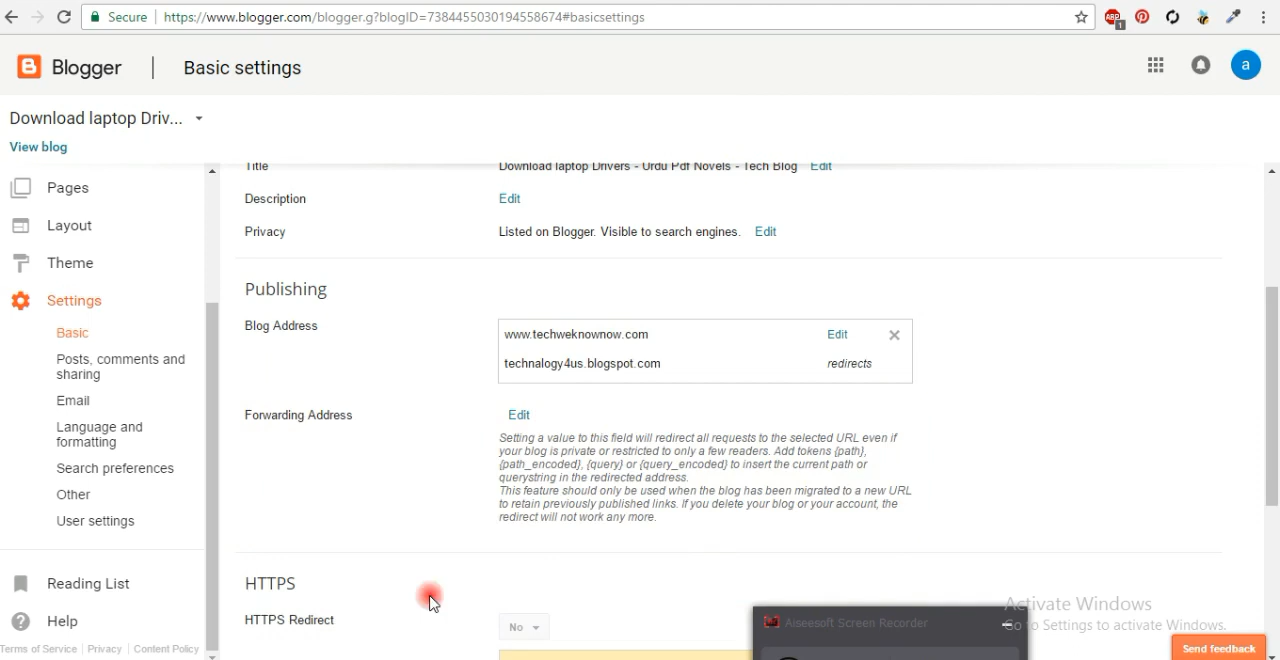 Secure
https://www.blogger.com/blogger.g?blogID=7384455030194558674#basicsettings
ABP
1
Blogger
Basic settings
a
Download laptop Driv...
View blog
Pages
Layout
Theme
Settings
Basic
Posts, comments and
sharing
Email
Language and
formatting
Search preferences
Other
User settings
Reading List
Help
Terms of Service
Privacy
Content Policy
Title
Download laptop Drivers - Urdu Pdf Novels - Tech Blog
Edit
Description
Edit
Privacy
Listed on Blogger. Visible to search engines.
Edit
Publishing
Blog Address
www.techweknownow.com
Edit
technalogy4us.blogspot.com
redirects
Forwarding Address
Edit
Setting a value to this field will redirect all requests to the selected URL even if
your blog is private or restricted to only a few readers. Add tokens {path},
{path_encoded}, {query} or {query_encoded} to insert the current path or
querystring in the redirected address.
This feature should only be used when the blog has been migrated to a new URL
to retain previously published links. If you delete your blog or your account, the
redirect will not work any more.
HTTPS
HTTPS Redirect
No
Aiseesoft Screen Recorder
Activate Windows
Go to Settings to activate Windows.
Send feedback